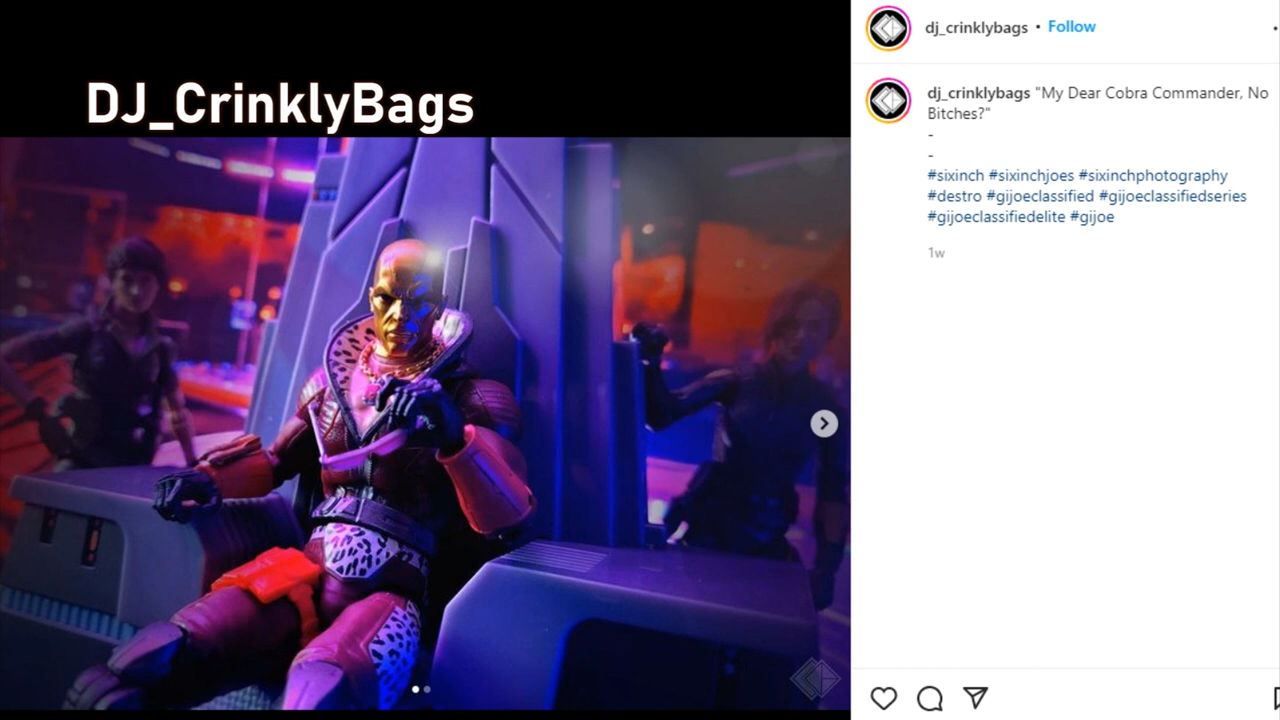 DJ_CrinklyBags
dj_crinklybags • Follow
dj_crinklybags "My Dear Cobra Commander, No
Bitches?"
-
-
#sixinch #sixinchjoes #sixinchphotography
#destro #gijoeclassified #gijoeclassifiedseries
#gijoeclassifiedelite #gijoe
1w